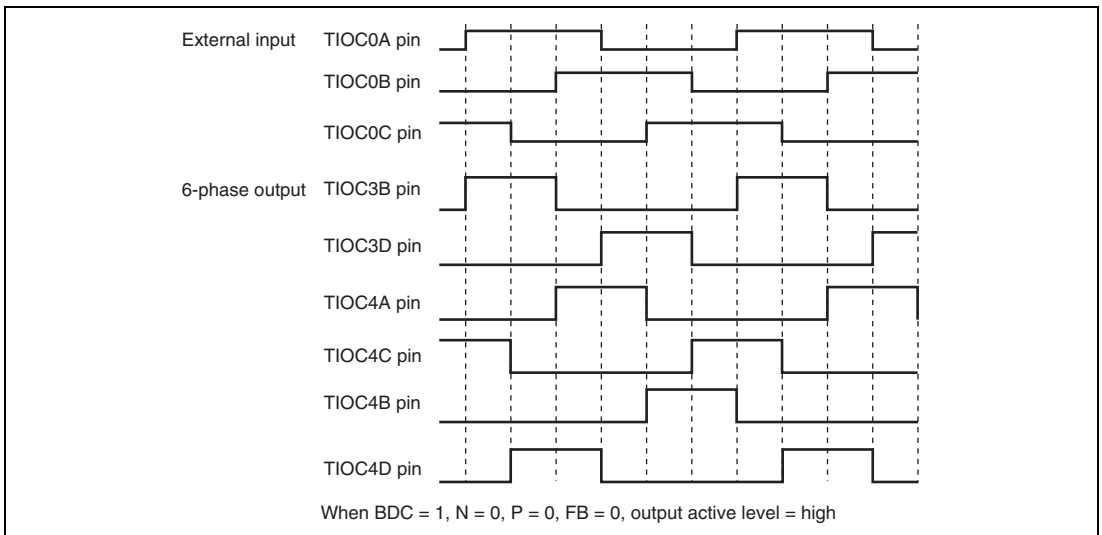 External input TIOC0A pin
TIOC0B pin
TIOC0C pin
6-phase output TIOC3B pin
TIOC3D pin
TIOC4A pin
TIOC4C pin
TIOC4B pin
TIOC4D pin
When BDC = 1, N = 0, P = 0, FB = 0, output active level = high